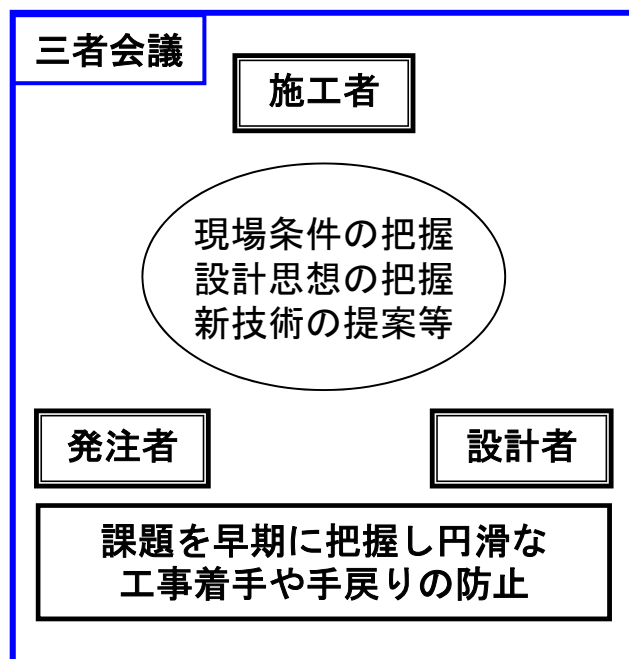 三者会議
施工者
現場条件の把握
設計思想の把握
新技術の提案等
発注者
設計者
課題を早期に把握し円滑な
工事着手や手戻りの防止